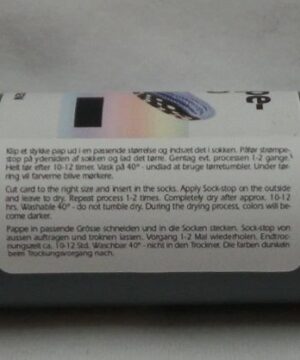 pe-
Klip et stykke pap ud i en passende størrelse og indsæt det i sokken. Påfør strømpe-
stop på ydersiden af sokken og lad det tørre. Gentag evt. processen 1-2 gange.
Helt tør efter 10-12 timer. Vask på 40° - undlad at bruge tørretumbler. Under tør-
ring vil farverne blive mørkere.
Cut card to the right size and insert in the socks. Apply Sock-stop on the outside
and leave to dry. Repeat process 1-2 times. Completely dry after approx. 10-12
hrs. Washable 40° - do not tumble dry. During the drying process, colors will be-
come darker.
Pappe in passende Grösse schneiden und in die Socken stecken. Sock-stop von
aussen auftragen und troknen lassen. Vorgang 1-2 Mal wiederholen. Endtroc-
nungszeit ca. 10-12 Std. Waschbar 40° - nicht in den Trockner. Die farben dunkeln
beim Trockungsvorgang nach.